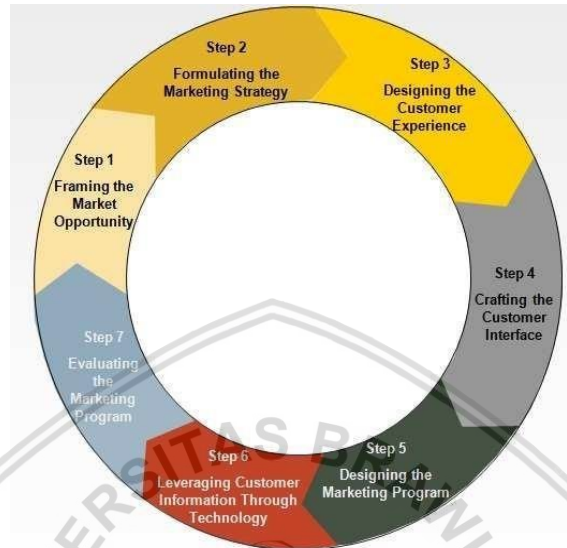 Step 1
Framing the
Market
Opportunity
Step 2
Formulating the
Marketing Strategy
Step 3
Designing the
Customer
Experience
Step 4
Crafting the
Customer
Interface
Step 5
Designing the
Marketing Program
Step 6
Leveraging Customer
Information Through
Technology
Step 7
Evaluating
the
Marketing
Program